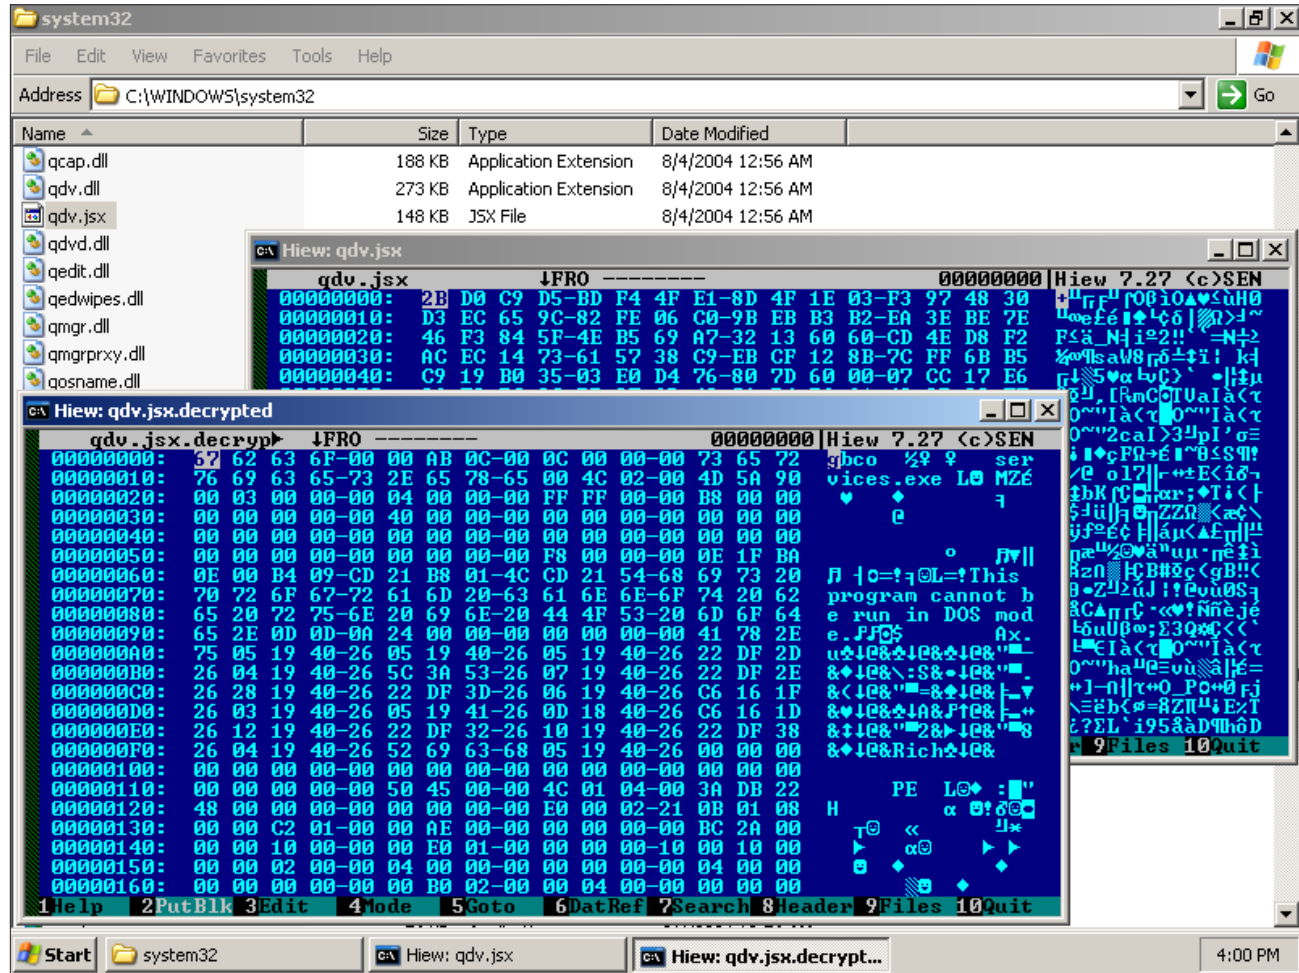 system32
File Edit View Favorites Tools Help
Address C:\WINDOWS\system32 Go
Name Size Type Date Modified
qcap.dll 188 KB Application Extension 8/4/2004 12:56 AM
qdv.dll 273 KB Application Extension 8/4/2004 12:56 AM
qdv.jsx 148 KB JSX File 8/4/2004 12:56 AM
qdvd.dll
qedit.dll
qedwipes.dll
qmgr.dll
qmgrprxy.dll
qosname.dll
Hiew: qdv.jsx
qdv.jsx ↓FRO -------- 00000000|Hiew 7.27 (c)SEN
00000000: 2B D0 C9 D5-BD F4 4F E1-8D 4F 1E 03-F3 97 48 30
00000010: D3 EC 65 9C-82 FE 06 C0-9B EB B3 B2-EA 3E BE 7E
00000020: 46 F3 84 5F-4E B5 69 A7-32 13 60 60-CD 4E D8 F2
00000030: AC EC 14 73-61 57 38 C9-EB CF 12 8B-7C FF 6B B5
00000040: C9 19 B0 35-03 E0 D4 76-80 7D 60 00-07 CC 17 E6
9Files 10Quit
Hiew: qdv.jsx.decrypted
qdv.jsx.decryp► ↓FRO -------- 00000000|Hiew 7.27 (c)SEN
00000000: 67 62 63 6F-00 00 AB 0C-00 0C 00 00-00 73 65 72 gbco ½♀ ♀ ser
00000010: 76 69 63 65-73 2E 65 78-65 00 4C 02-00 4D 5A 90 vices.exe L☻ MZÉ
00000020: 00 03 00 00-00 04 00 00-00 FF FF 00-00 B8 00 00
00000030: 00 00 00 00-00 40 00 00-00 00 00 00-00 00 00 00 @
00000040: 00 00 00 00-00 00 00 00-00 00 00 00-00 00 00 00
00000050: 00 00 00 00-00 00 00 00-00 F8 00 00-00 0E 1F BA
00000060: 0E 00 B4 09-CD 21 B8 01-4C CD 21 54-68 69 73 20 This
00000070: 70 72 6F 67-72 61 6D 20-63 61 6E 6E-6F 74 20 62 program cannot b
00000080: 65 20 72 75-6E 20 69 6E-20 44 4F 53-20 6D 6F 64 e run in DOS mod
00000090: 65 2E 0D 0D-0A 24 00 00-00 00 00 00-00 41 78 2E e.♪♪◙$ Ax.
000000A0: 75 05 19 40-26 05 19 40-26 05 19 40-26 22 DF 2D
000000B0: 26 04 19 40-26 5C 3A 53-26 07 19 40-26 22 DF 2E
000000C0: 26 28 19 40-26 22 DF 3D-26 06 19 40-26 C6 16 1F
000000D0: 26 03 19 40-26 05 19 41-26 0D 18 40-26 C6 16 1D
000000E0: 26 12 19 40-26 22 DF 32-26 10 19 40-26 22 DF 38
000000F0: 26 04 19 40-26 52 69 63-68 05 19 40-26 00 00 00 &♦↓@&Rich♣↓@&
00000100: 00 00 00 00-00 00 00 00-00 00 00 00-00 00 00 00
00000110: 00 00 00 00-00 50 45 00-00 4C 01 04-00 3A DB 22 PE L☺♦ :█"
00000120: 48 00 00 00-00 00 00 00-00 E0 00 02-21 0B 01 08
00000130: 00 00 C2 01-00 00 AE 00-00 00 00 00-00 BC 2A 00
00000140: 00 00 10 00-00 00 E0 01-00 00 00 00-10 00 10 00
00000150: 00 00 02 00-00 04 00 00-00 00 00 00-00 04 00 00
00000160: 00 00 00 00-00 00 B0 02-00 00 04 00-00 00 00 00
1Help 2PutBlk 3Edit 4Mode 5Goto 6DatRef 7Search 8Header 9Files 10Quit
Start system32 Hiew: qdv.jsx Hiew: qdv.jsx.decrypt... 4:00 PM